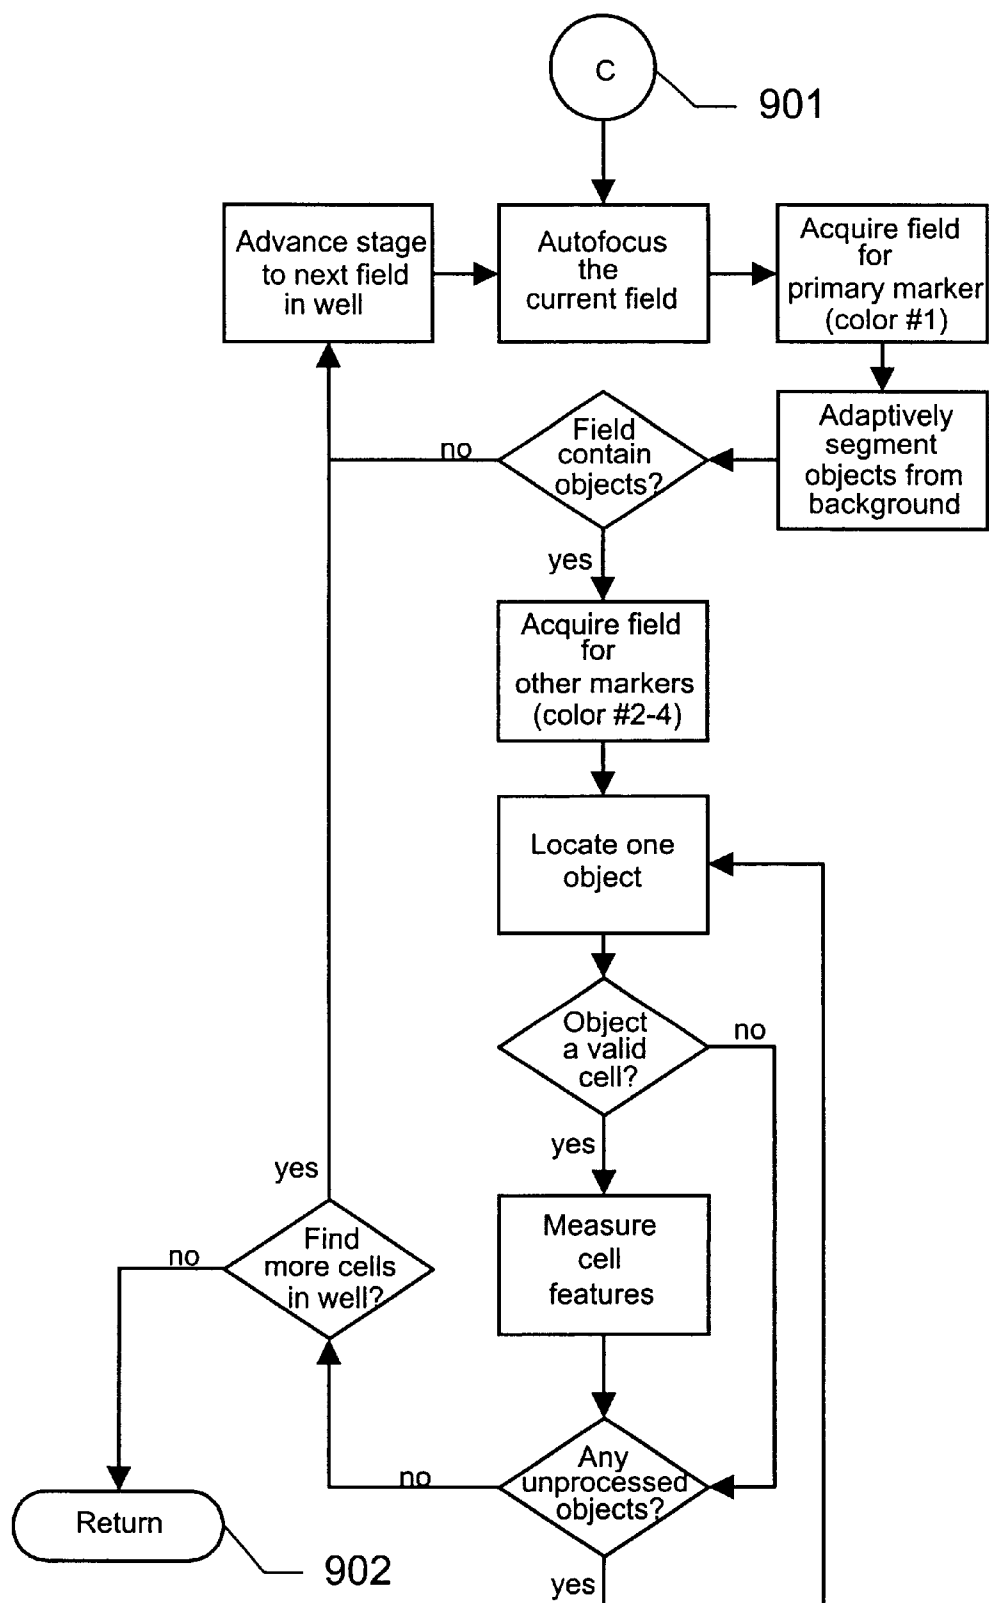 C
901
Advance stage
to next field
in well
Autofocus
the
current field
Acquire field
for
primary marker
(color #1)
Adaptively
segment
objects from
background
Field
contain
objects?
no
yes
Acquire field
for
other markers
(color #2-4)
Locate one
object
Object
a valid
cell?
no
yes
Measure
cell
features
yes
Find
more cells
in well?
no
Any
unprocessed
objects?
no
yes
Return
902